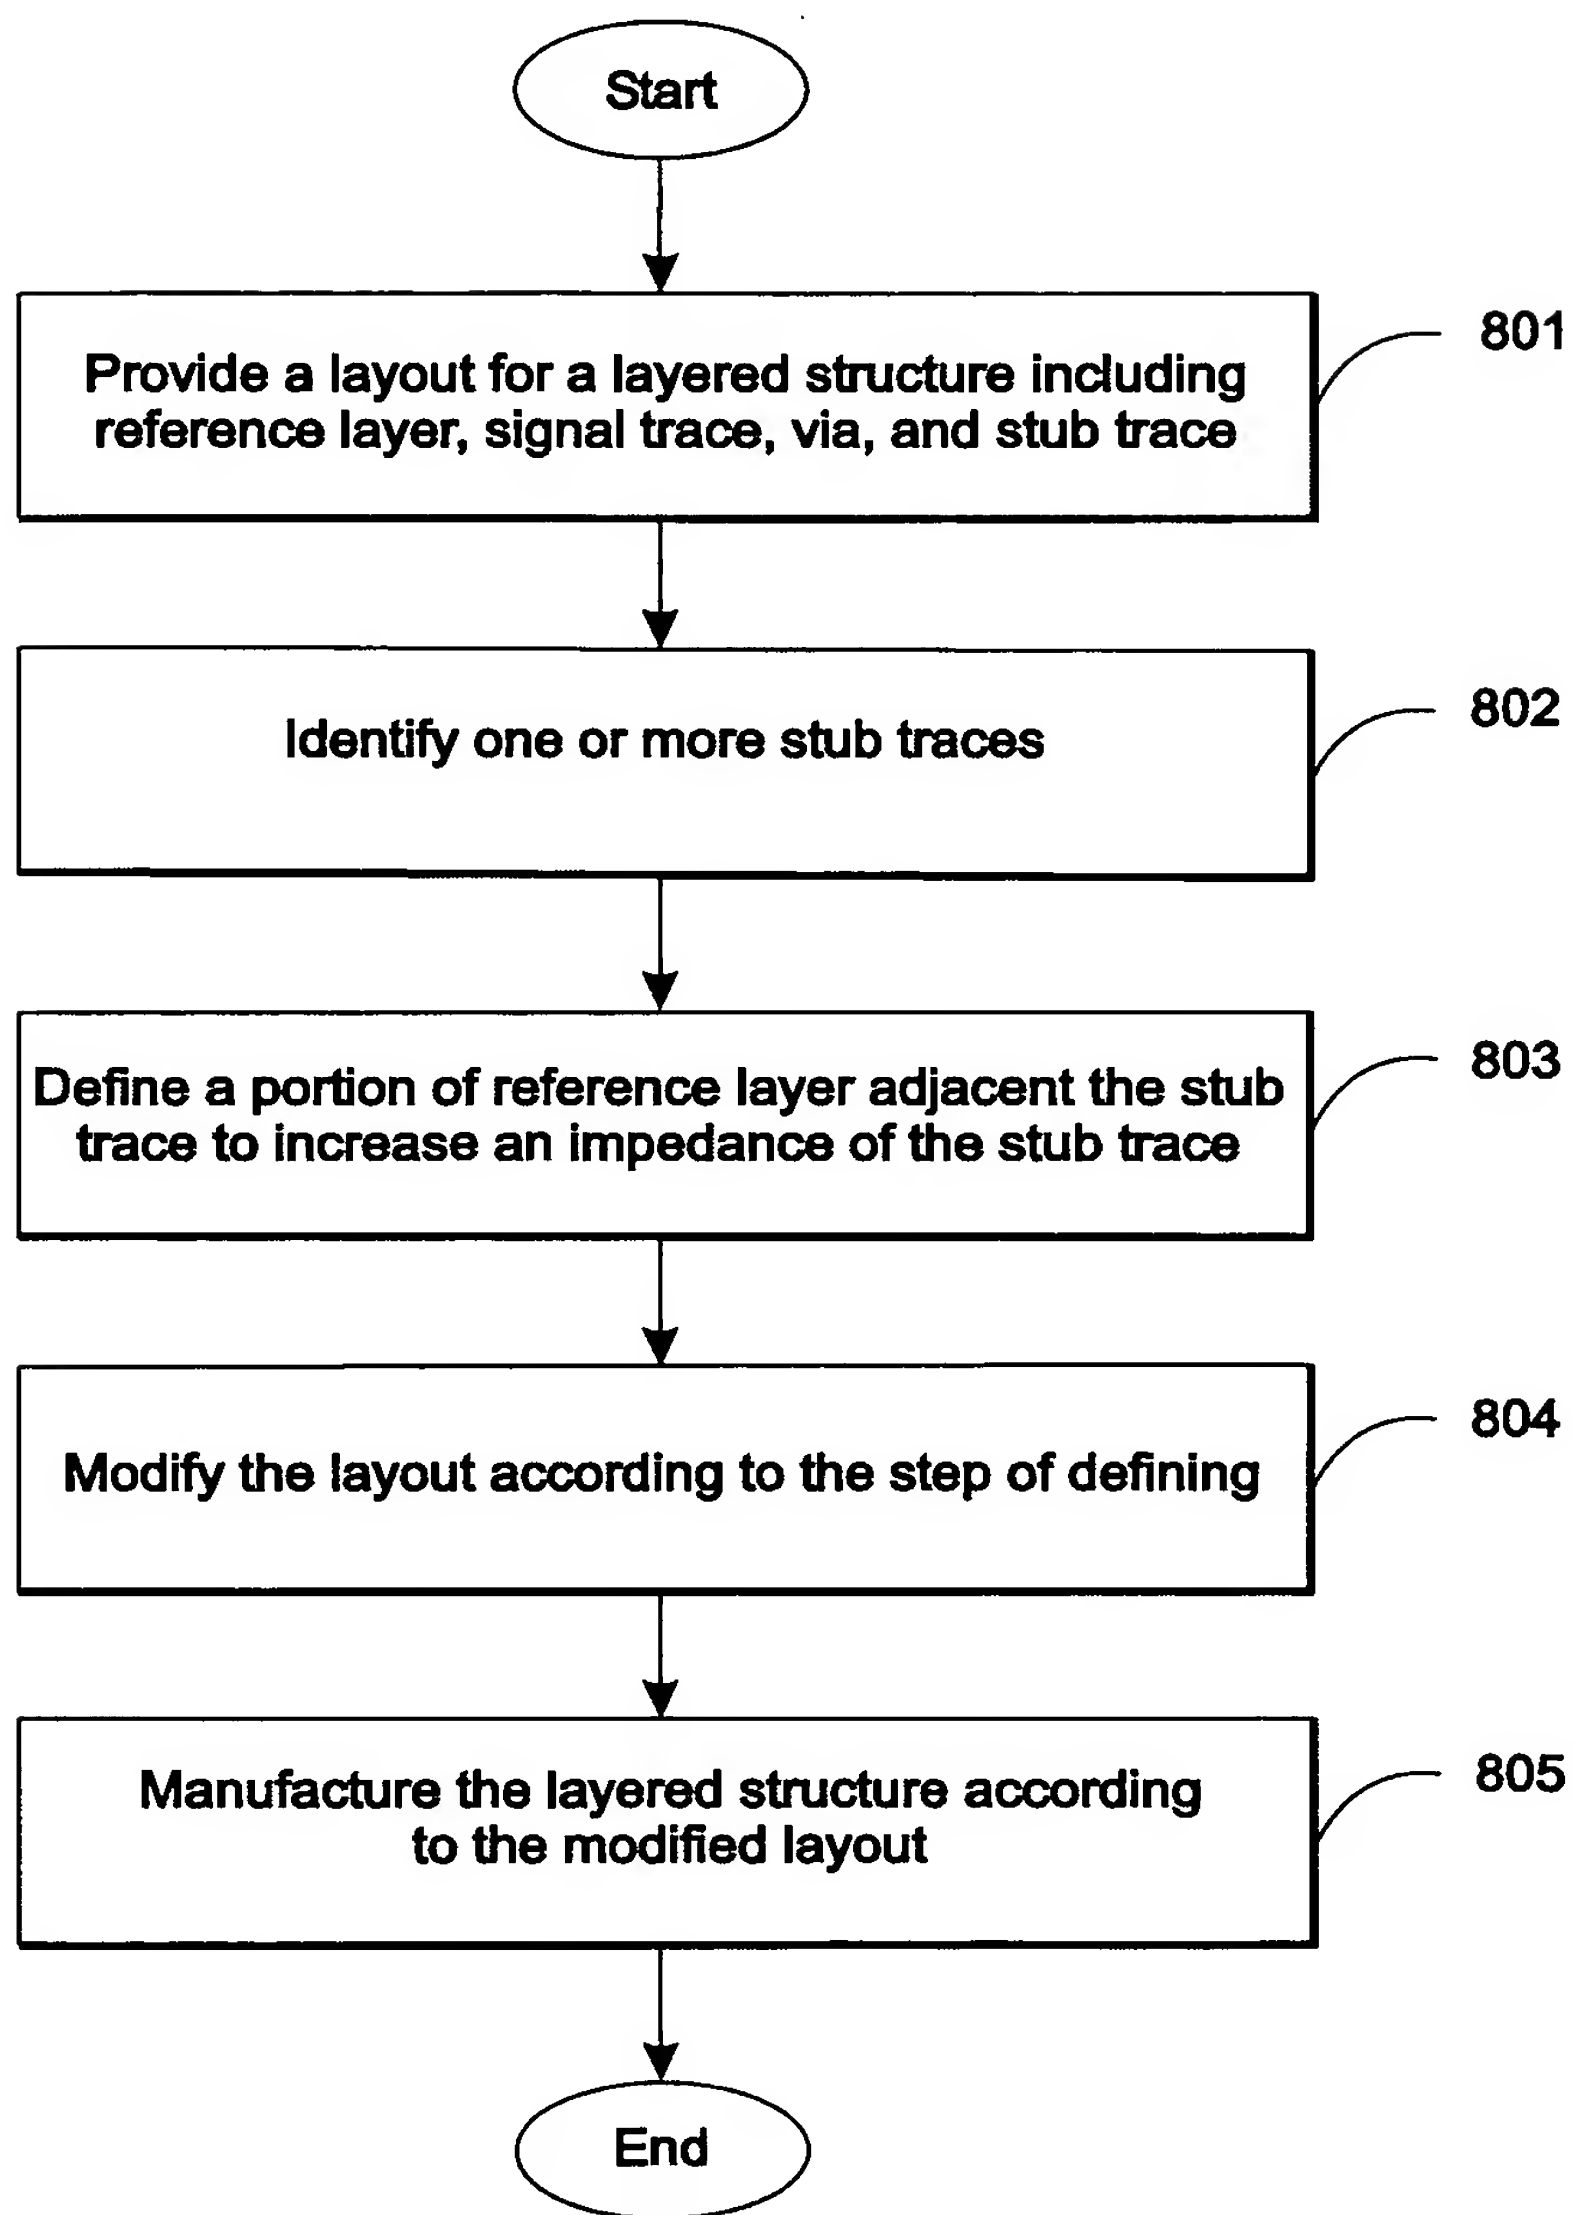 Start
801
Provide a layout for a layered structure including
reference layer, signal trace, via, and stub trace
802
Identify one or more stub traces
803
Define a portion of reference layer adjacent the stub
trace to increase an impedance of the stub trace
804
Modify the layout according to the step of defining
805
Manufacture the layered structure according
to the modified layout
End